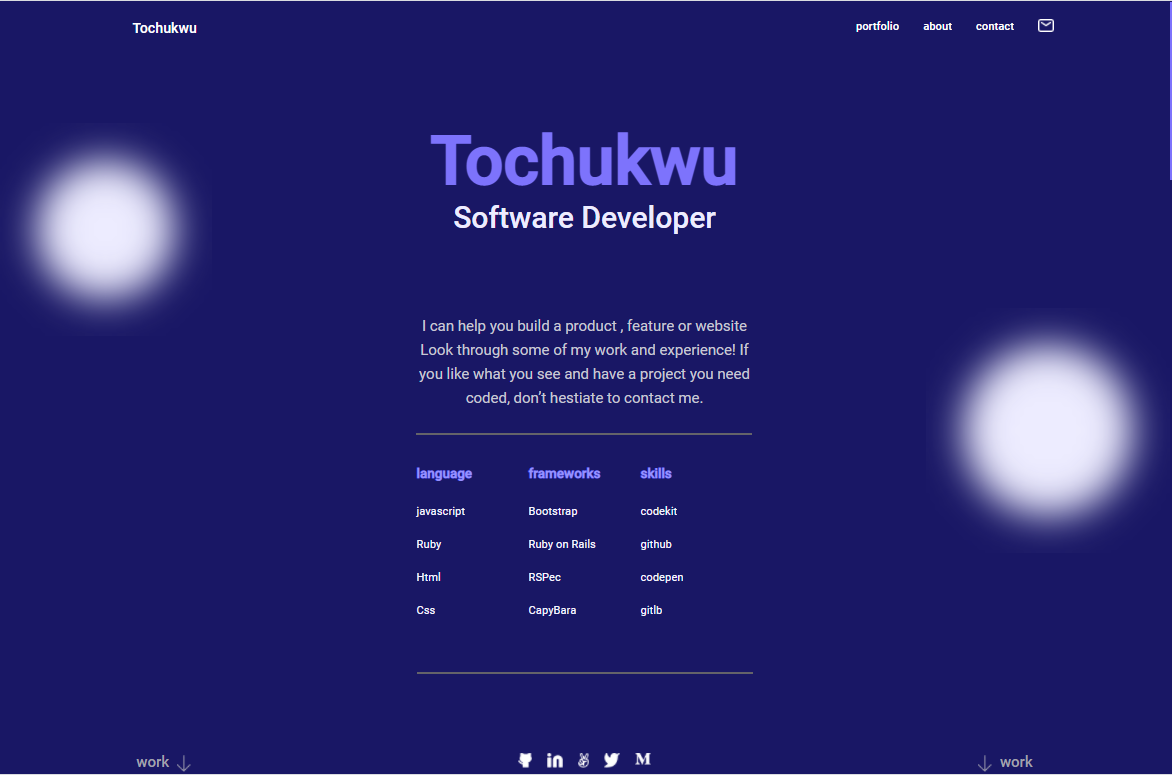 Tochukwu
portfolio about contact
Tochukwu
Software Developer
I can help you build a product , feature or website
Look through some of my work and experience! If
you like what you see and have a project you need
coded, don't hestiate to contact me.
language frameworks skills
javascript Bootstrap codekit
Ruby Ruby on Rails github
Html RSPec codepen
Css CapyBara gitlb
work work